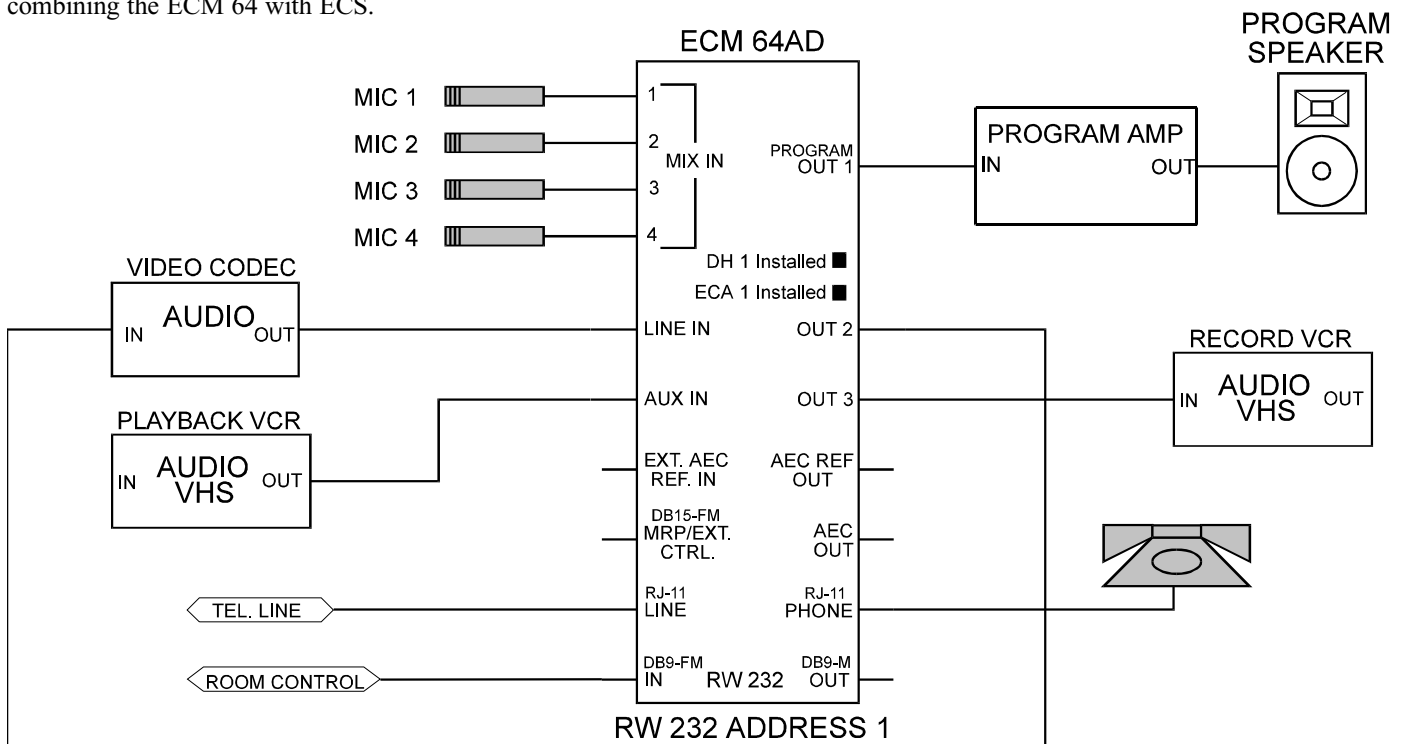 combining the ECM 64 with ECS.
PROGRAM
SPEAKER
ECM 64AD
MIC 1
MIC 2
MIC 3
MIC 4
1
2
3
4
MIX IN
PROGRAM
OUT 1
PROGRAM AMP
IN
OUT
DH 1 Installed
ECA 1 Installed
VIDEO CODEC
AUDIO
IN
OUT
LINE IN
OUT 2
RECORD VCR
AUDIO
VHS
IN
OUT
AUX IN
OUT 3
PLAYBACK VCR
AUDIO
VHS
IN
OUT
EXT. AEC
REF. IN
AEC REF
OUT
DB15-FM
MRP/EXT.
CTRL.
AEC
OUT
TEL. LINE
RJ-11
LINE
RJ-11
PHONE
ROOM CONTROL
DB9-FM
IN
RW 232
DB9-M
OUT
RW 232 ADDRESS 1